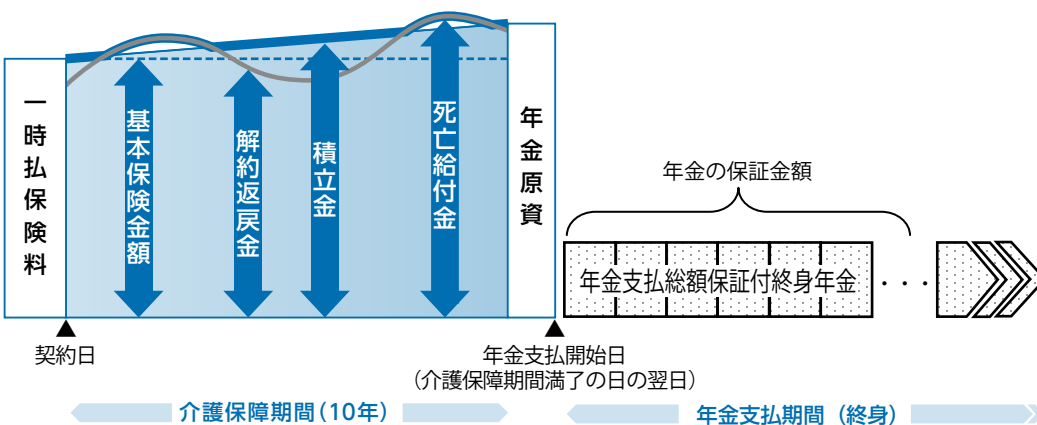 一時払保険料
基本保険金額
解約返戻金
積立金
死亡給付金
年金原資
年金の保証金額
年金支払総額保証付終身年金
・・・
契約日
年金支払開始日
（介護保障期間満了の日の翌日）
介護保障期間（10年）
年金支払期間（終身）